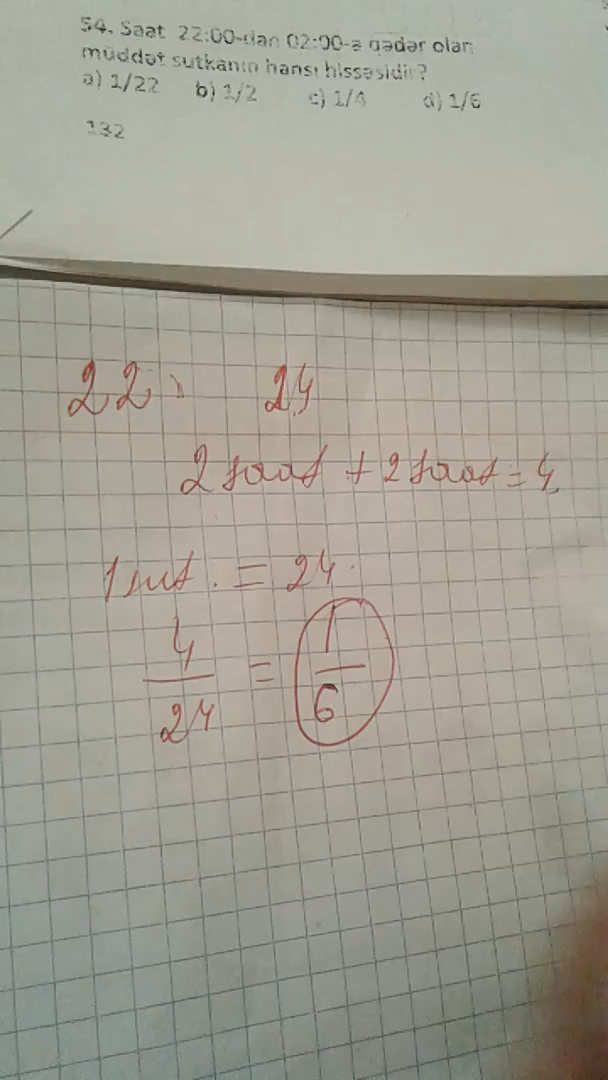 54. Saat 22:00-dan 02:00-a qədər olan
müddət sutkanın hansı hissəsidir?
a) 1/22 b) 1/2 c) 1/4 d) 1/6
132
22 24
2 saat + 2 saat = 4
1 sut. = 24
4/24 = 1/6